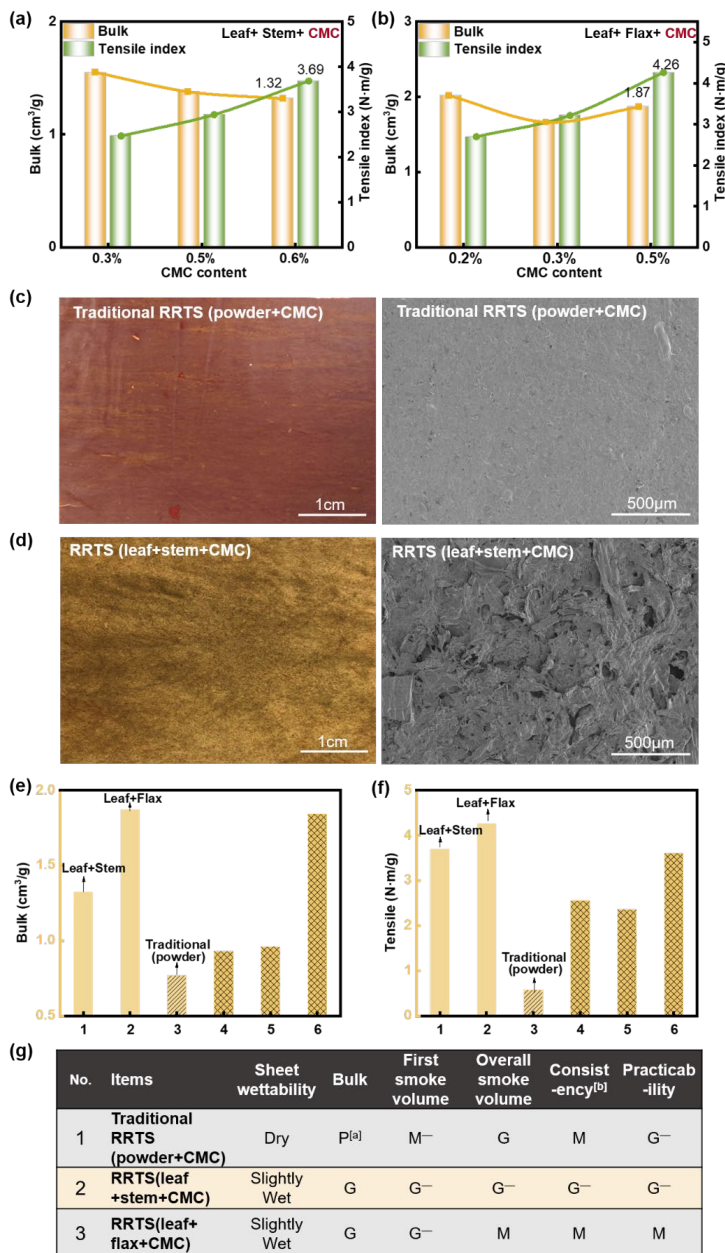 (a)
Bulk
Tensile index
Leaf+ Stem+ CMC
1.32
3.69
Bulk (cm³/g)
0
1
2
Tensile index (N·m/g)
0
1
2
3
4
5
0.3%
0.5%
0.6%
CMC content
(b)
Bulk
Tensile index
Leaf+ Flax+ CMC
1.87
4.26
Bulk (cm³/g)
0
1
2
3
Tensile index (N·m/g)
0
1
2
3
4
5
0.2%
0.3%
0.5%
CMC content
(c)
Traditional RRTS (powder+CMC)
1cm
Traditional RRTS (powder+CMC)
500μm
(d)
RRTS (leaf+stem+CMC)
1cm
RRTS (leaf+stem+CMC)
500μm
(e)
Bulk (cm³/g)
2.0
1.5
1.0
0.5
Leaf+Stem
Leaf+Flax
Traditional
(powder)
1 2 3 4 5 6
(f)
Tensile (N·m/g)
5
4
3
2
1
0
Leaf+Stem
Leaf+Flax
Traditional
(powder)
1 2 3 4 5 6
(g)
No. Items Sheet wettability Bulk First smoke volume Overall smoke volume Consist-ency[b] Practicab-ility
1 Traditional RRTS (powder+CMC) Dry P[a] M— G M G—
2 RRTS(leaf+stem+CMC) Slightly Wet G G— G— G— G—
3 RRTS(leaf+flax+CMC) Slightly Wet G G— M M M